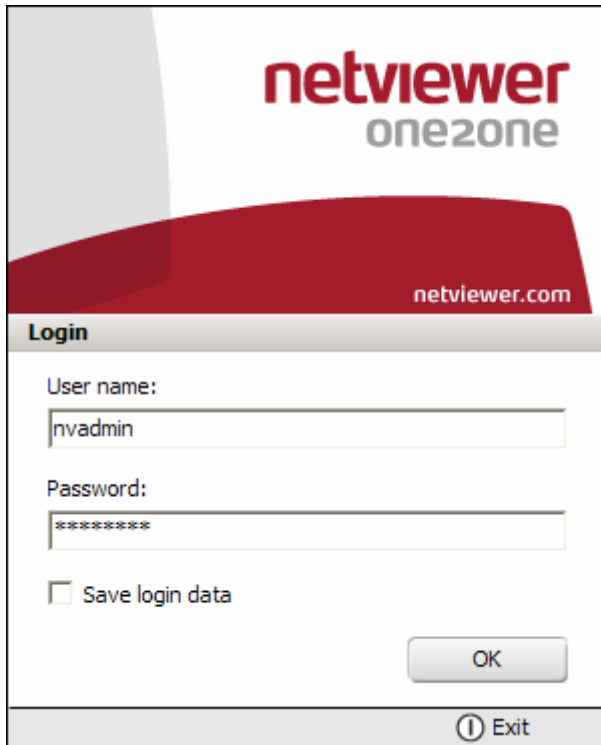 netviewer
one2one
netviewer.com
Login
User name:
nvadmin
Password:
********
Save login data
OK
Exit